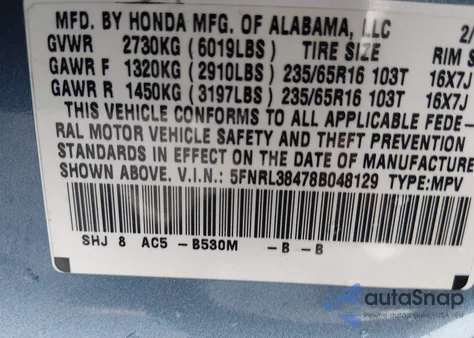 MFD. BY HONDA MFG. OF ALABAMA, LLC 2/
GVWR 2730KG (6019LBS) TIRE SIZE RIM S
GAWR F 1320KG (2910LBS) 235/65R16 103T 16X7J
GAWR R 1450KG (3197LBS) 235/65R16 103T 16X7J
THIS VEHICLE CONFORMS TO ALL APPLICABLE FEDE-
RAL MOTOR VEHICLE SAFETY AND THEFT PREVENTION
STANDARDS IN EFFECT ON THE DATE OF MANUFACTURE
SHOWN ABOVE. V.I.N.: 5FNRL38478B048129 TYPE:MPV
SHJ 8 AC5 -B530M -B -B
autoSnap